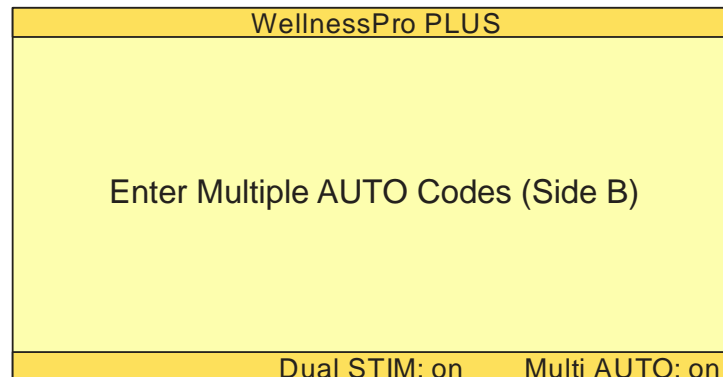 WellnessPro PLUS
Enter Multiple AUTO Codes (Side B)
Dual STIM: on Multi AUTO: on